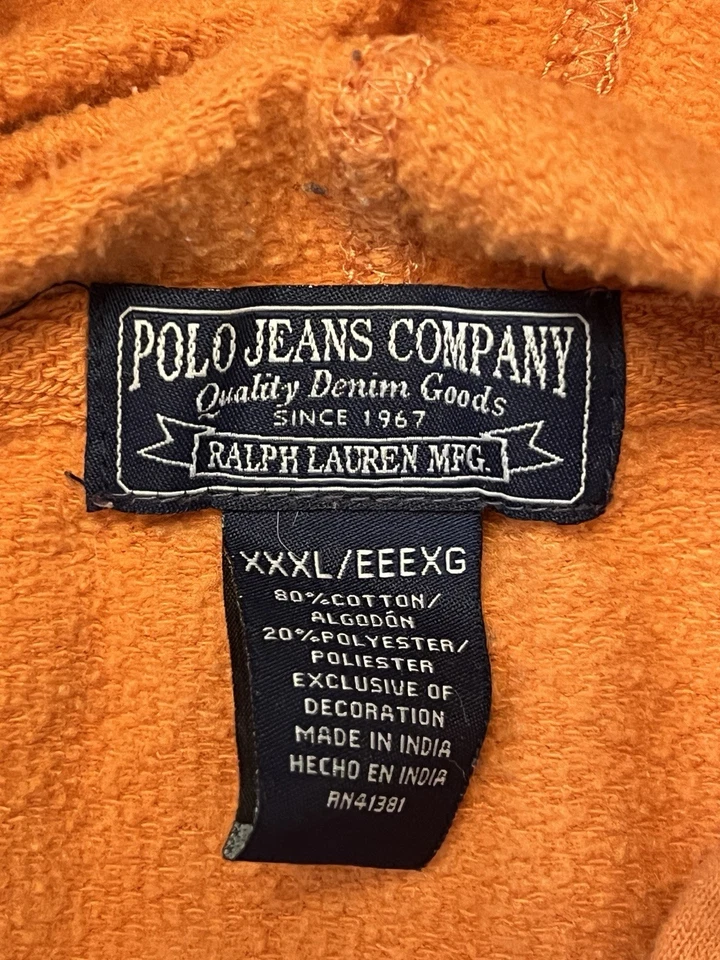 POLO JEANS COMPANY
Quality Denim Goods
SINCE 1967
RALPH LAUREN MFG.
XXXL/EEEXG
80%COTTON/
ALGODÓN
20%POLYESTER/
POLIESTER
EXCLUSIVE OF
DECORATION
MADE IN INDIA
HECHO EN INDIA
RN41381